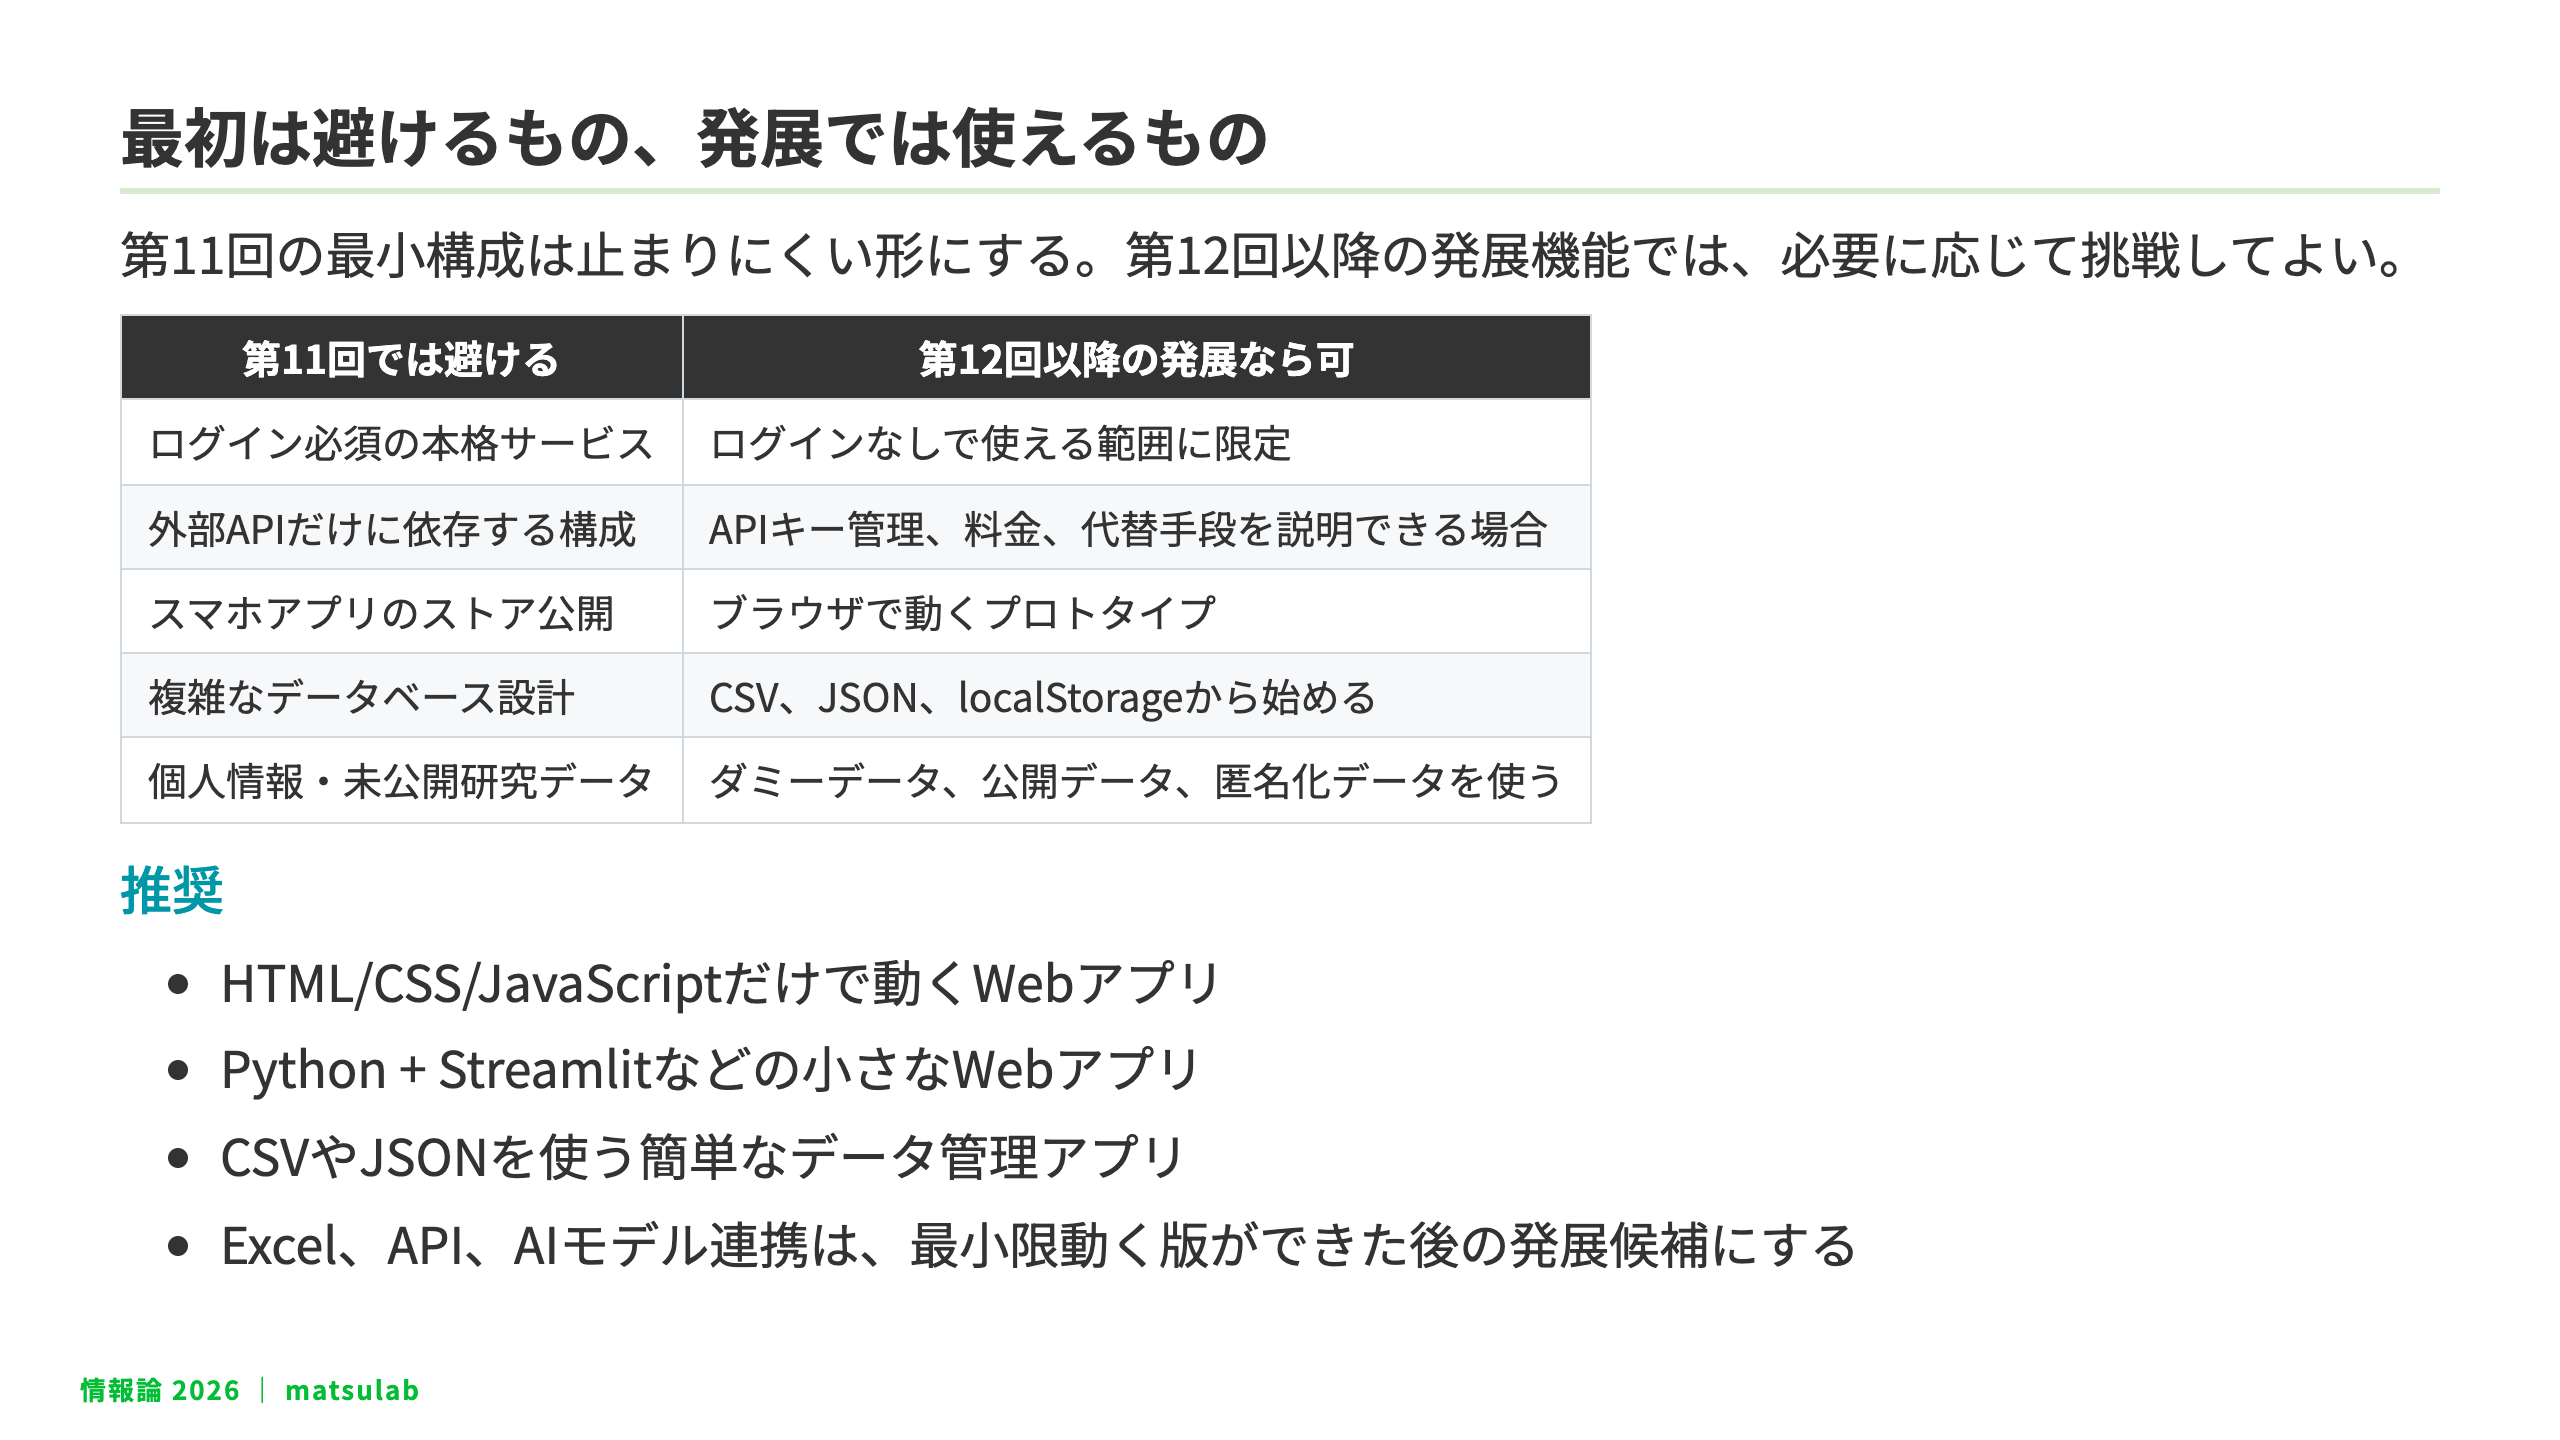 最初は避けるもの、発展では使えるもの
第11回の最小構成は止まりにくい形にする。第12回以降の発展機能では、必要に応じて挑戦してよい。
第11回では避ける 第12回以降の発展なら可
ログイン必須の本格サービス ログインなしで使える範囲に限定
外部APIだけに依存する構成 APIキー管理、料金、代替手段を説明できる場合
スマホアプリのストア公開 ブラウザで動くプロトタイプ
複雑なデータベース設計 CSV、JSON、localStorageから始める
個人情報・未公開研究データ ダミーデータ、公開データ、匿名化データを使う
推奨
• HTML/CSS/JavaScriptだけで動くWebアプリ
• Python + Streamlitなどの小さなWebアプリ
• CSVやJSONを使う簡単なデータ管理アプリ
• Excel、API、AIモデル連携は、最小限動く版ができた後の発展候補にする
情報論 2026 ｜ matsulab